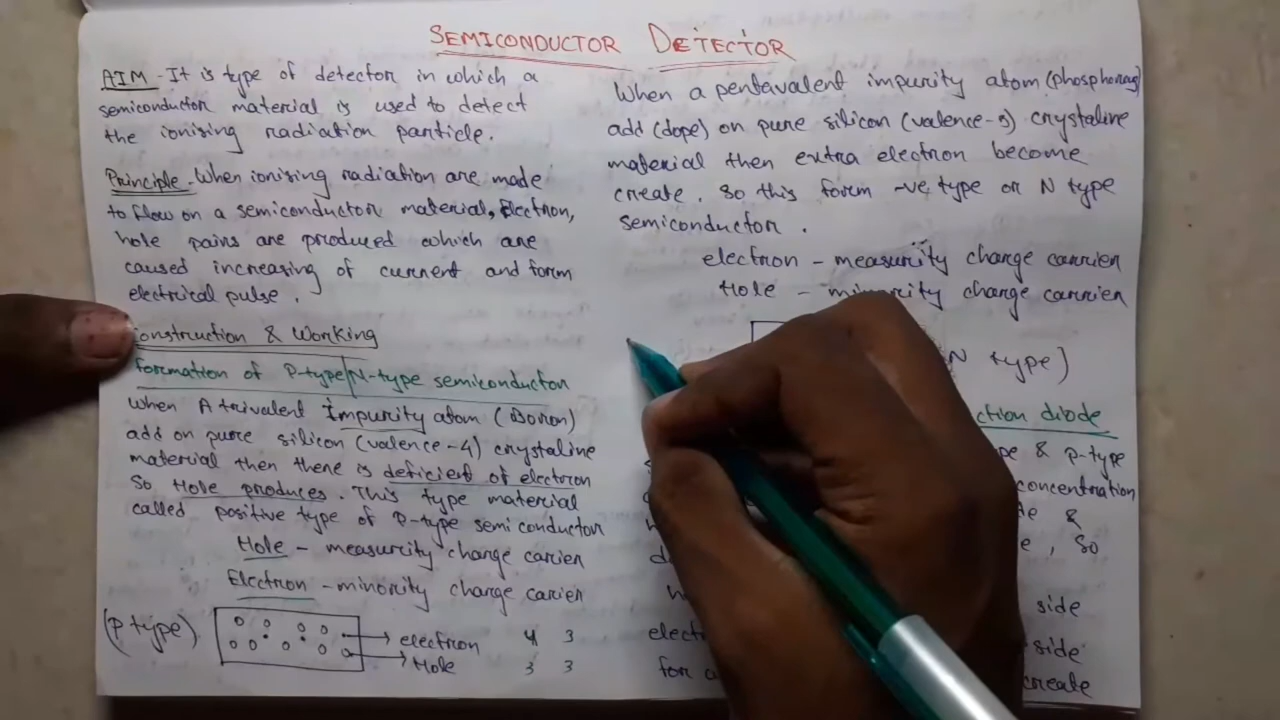 SEMICONDUCTOR DETECTOR
AIM - It is type of detector in which a
semiconductor material is used to detect
the ionising radiation particle.
Principle - When ionising radiation are made
to flow on a semiconductor material, Electron,
hole pairs are produced which are
caused increasing of current and form
electrical pulse.
onstruction & Working
formation of P-type/N-type semiconductor
When A trivalent Impurity atom (Boron)
add on pure silicon (valence-4) crystaline
material then there is deficient of electron
So Hole produces. This type material
called positive type of P-type semiconductor
Hole - measurity change carier
Electron - minority change carier
(P type)
electron 4 3
Hole 3 3
When a pentavalent impurity atom (phosphorus)
add (dope) on pure silicon (valence-5) crystaline
material then extra electron become
create. So this form -ve type or N type
semiconductor.
electron - measurity change carrier
Hole - minority change carrier
N type)
ction diode
pe & P-type
concentration
&
e, So
side
elect side
for a create